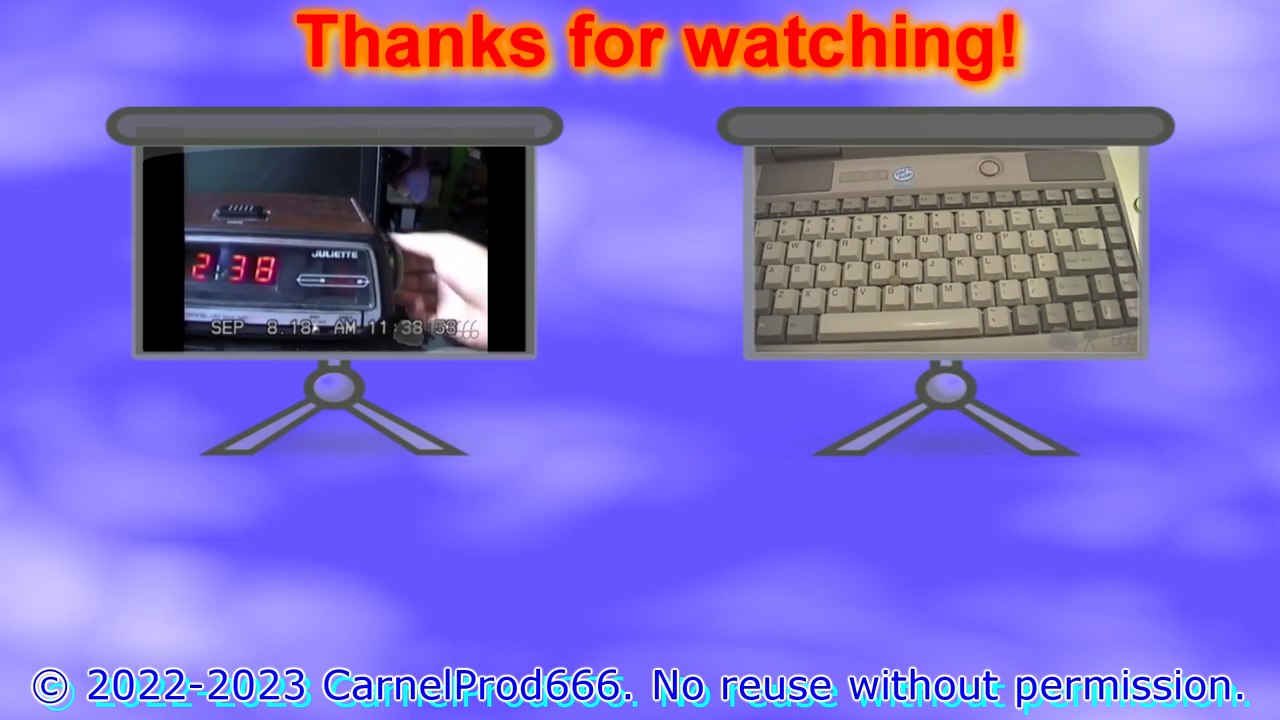 Thanks for watching!
JULIETTE
2:38
SEP 8.18 AM 11:38
Q W E R T Y U I O P
A S D F G H J K L
Z X C V B N M
© 2022-2023 CarnelProd666. No reuse without permission.